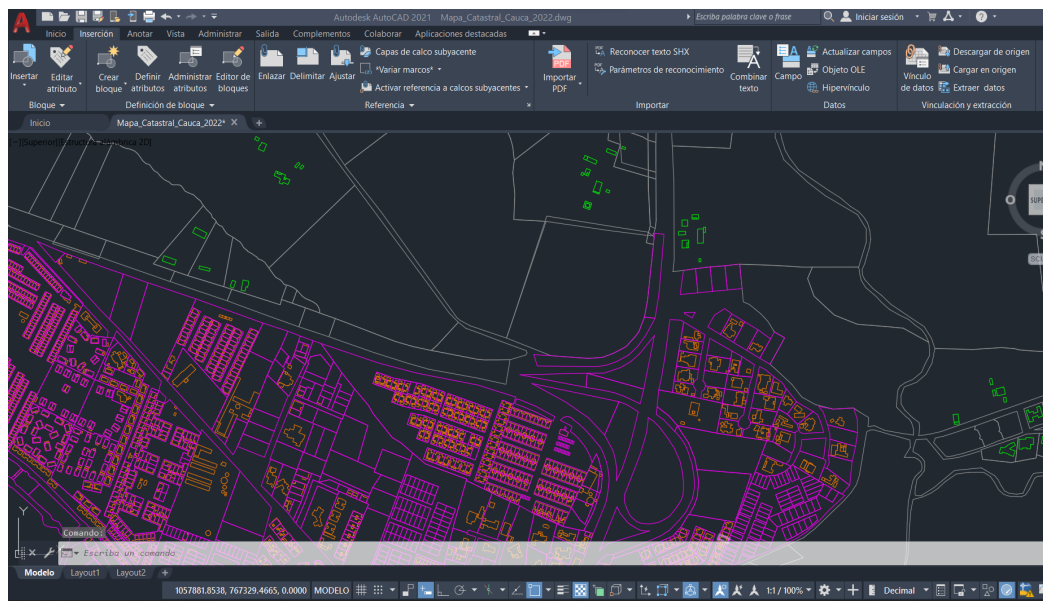 Autodesk AutoCAD 2021 Mapa_Catastral_Cauca_2022.dwg Escriba palabra clave o frase Iniciar sesión
Inicio Inserción Anotar Vista Administrar Salida Complementos Colaborar Aplicaciones destacadas
Insertar Editar atributo Crear bloque Definir atributos Administrar atributos Editor de bloques Enlazar Delimitar Ajustar
Capas de calco subyacente
*Variar marcos*
Activar referencia a calcos subyacentes
Importar PDF
PDF
Reconocer texto SHX
Parámetros de reconocimiento
Combinar texto
Campo
Actualizar campos
Objeto OLE
Hipervínculo
Vínculo de datos
Descargar de origen
Cargar en origen
Extraer datos
Bloque Definición de bloque Referencia Importar Datos Vinculación y extracción
Inicio Mapa_Catastral_Cauca_2022*
[−][Superior][Estructura alámbrica 2D]
O
Y
Comando:
Escriba un comando
Modelo Layout1 Layout2
1057881.8538, 767329.4665, 0.0000 MODELO 1:1 / 100% Decimal